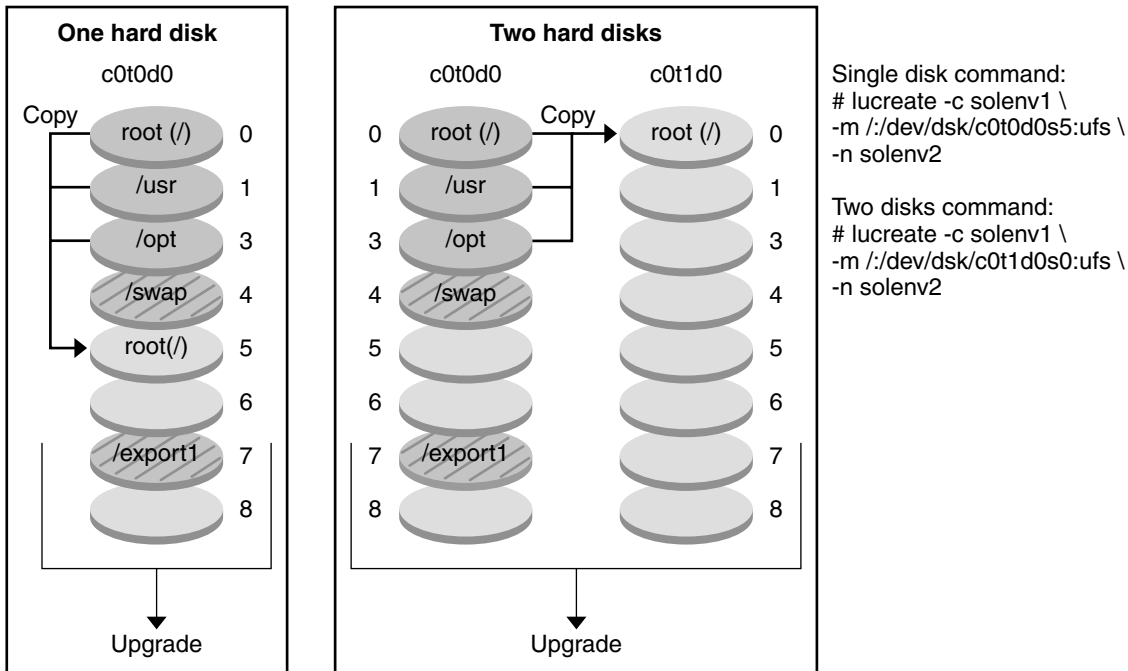 One hard disk
c0t0d0
Copy
root (/) 0
/usr 1
/opt 3
/swap 4
root(/) 5
6
/export1 7
8
Upgrade
Two hard disks
c0t0d0 c0t1d0
Copy
0 root (/) root (/) 0
1 /usr 1
3 /opt 3
4 /swap 4
5 5
6 6
7 /export1 7
8 8
Upgrade
Single disk command:
# lucreate -c solenv1 \
-m /:/dev/dsk/c0t0d0s5:ufs \
-n solenv2
Two disks command:
# lucreate -c solenv1 \
-m /:/dev/dsk/c0t1d0s0:ufs \
-n solenv2